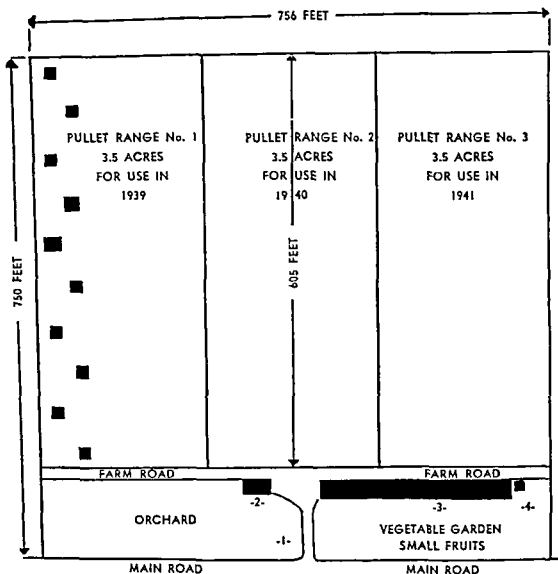 756 FEET
PULLET RANGE No. 1
3.5 ACRES
FOR USE IN
1939
PULLET RANGE No. 2
3.5 ACRES
FOR USE IN
1940
PULLET RANGE No. 3
3.5 ACRES
FOR USE IN
1941
750 FEET
605 FEET
FARM ROAD
FARM ROAD
-2-
-3-
-4-
ORCHARD
-1-
VEGETABLE GARDEN
SMALL FRUITS
MAIN ROAD
MAIN ROAD